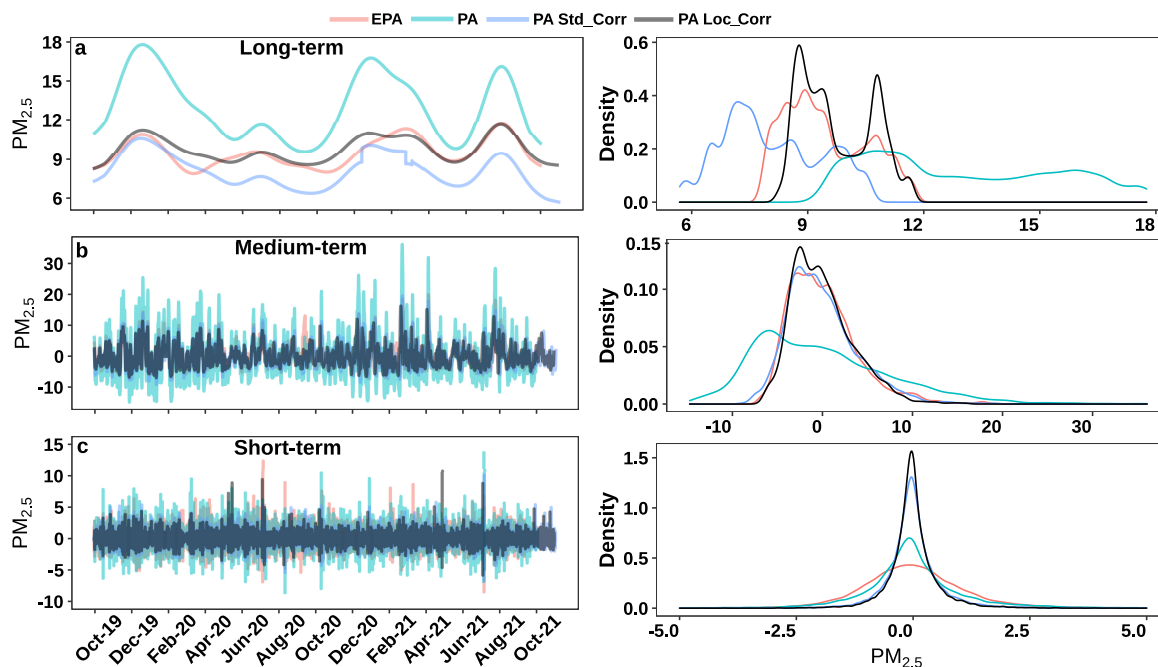 EPA PA PA Std_Corr PA Loc_Corr
a Long-term
PM2.5
18
15
12
9
6
Density
0.6
0.4
0.2
0.0
6 9 12 15 18
b Medium-term
PM2.5
30
20
10
0
-10
Density
0.15
0.10
0.05
0.00
-10 0 10 20 30
c Short-term
PM2.5
15
10
5
0
-5
-10
Oct-19 Dec-19 Feb-20 Apr-20 Jun-20 Aug-20 Oct-20 Dec-20 Feb-21 Apr-21 Jun-21 Aug-21 Oct-21
Density
1.5
1.0
0.5
0.0
-5.0 -2.5 0.0 2.5 5.0
PM2.5